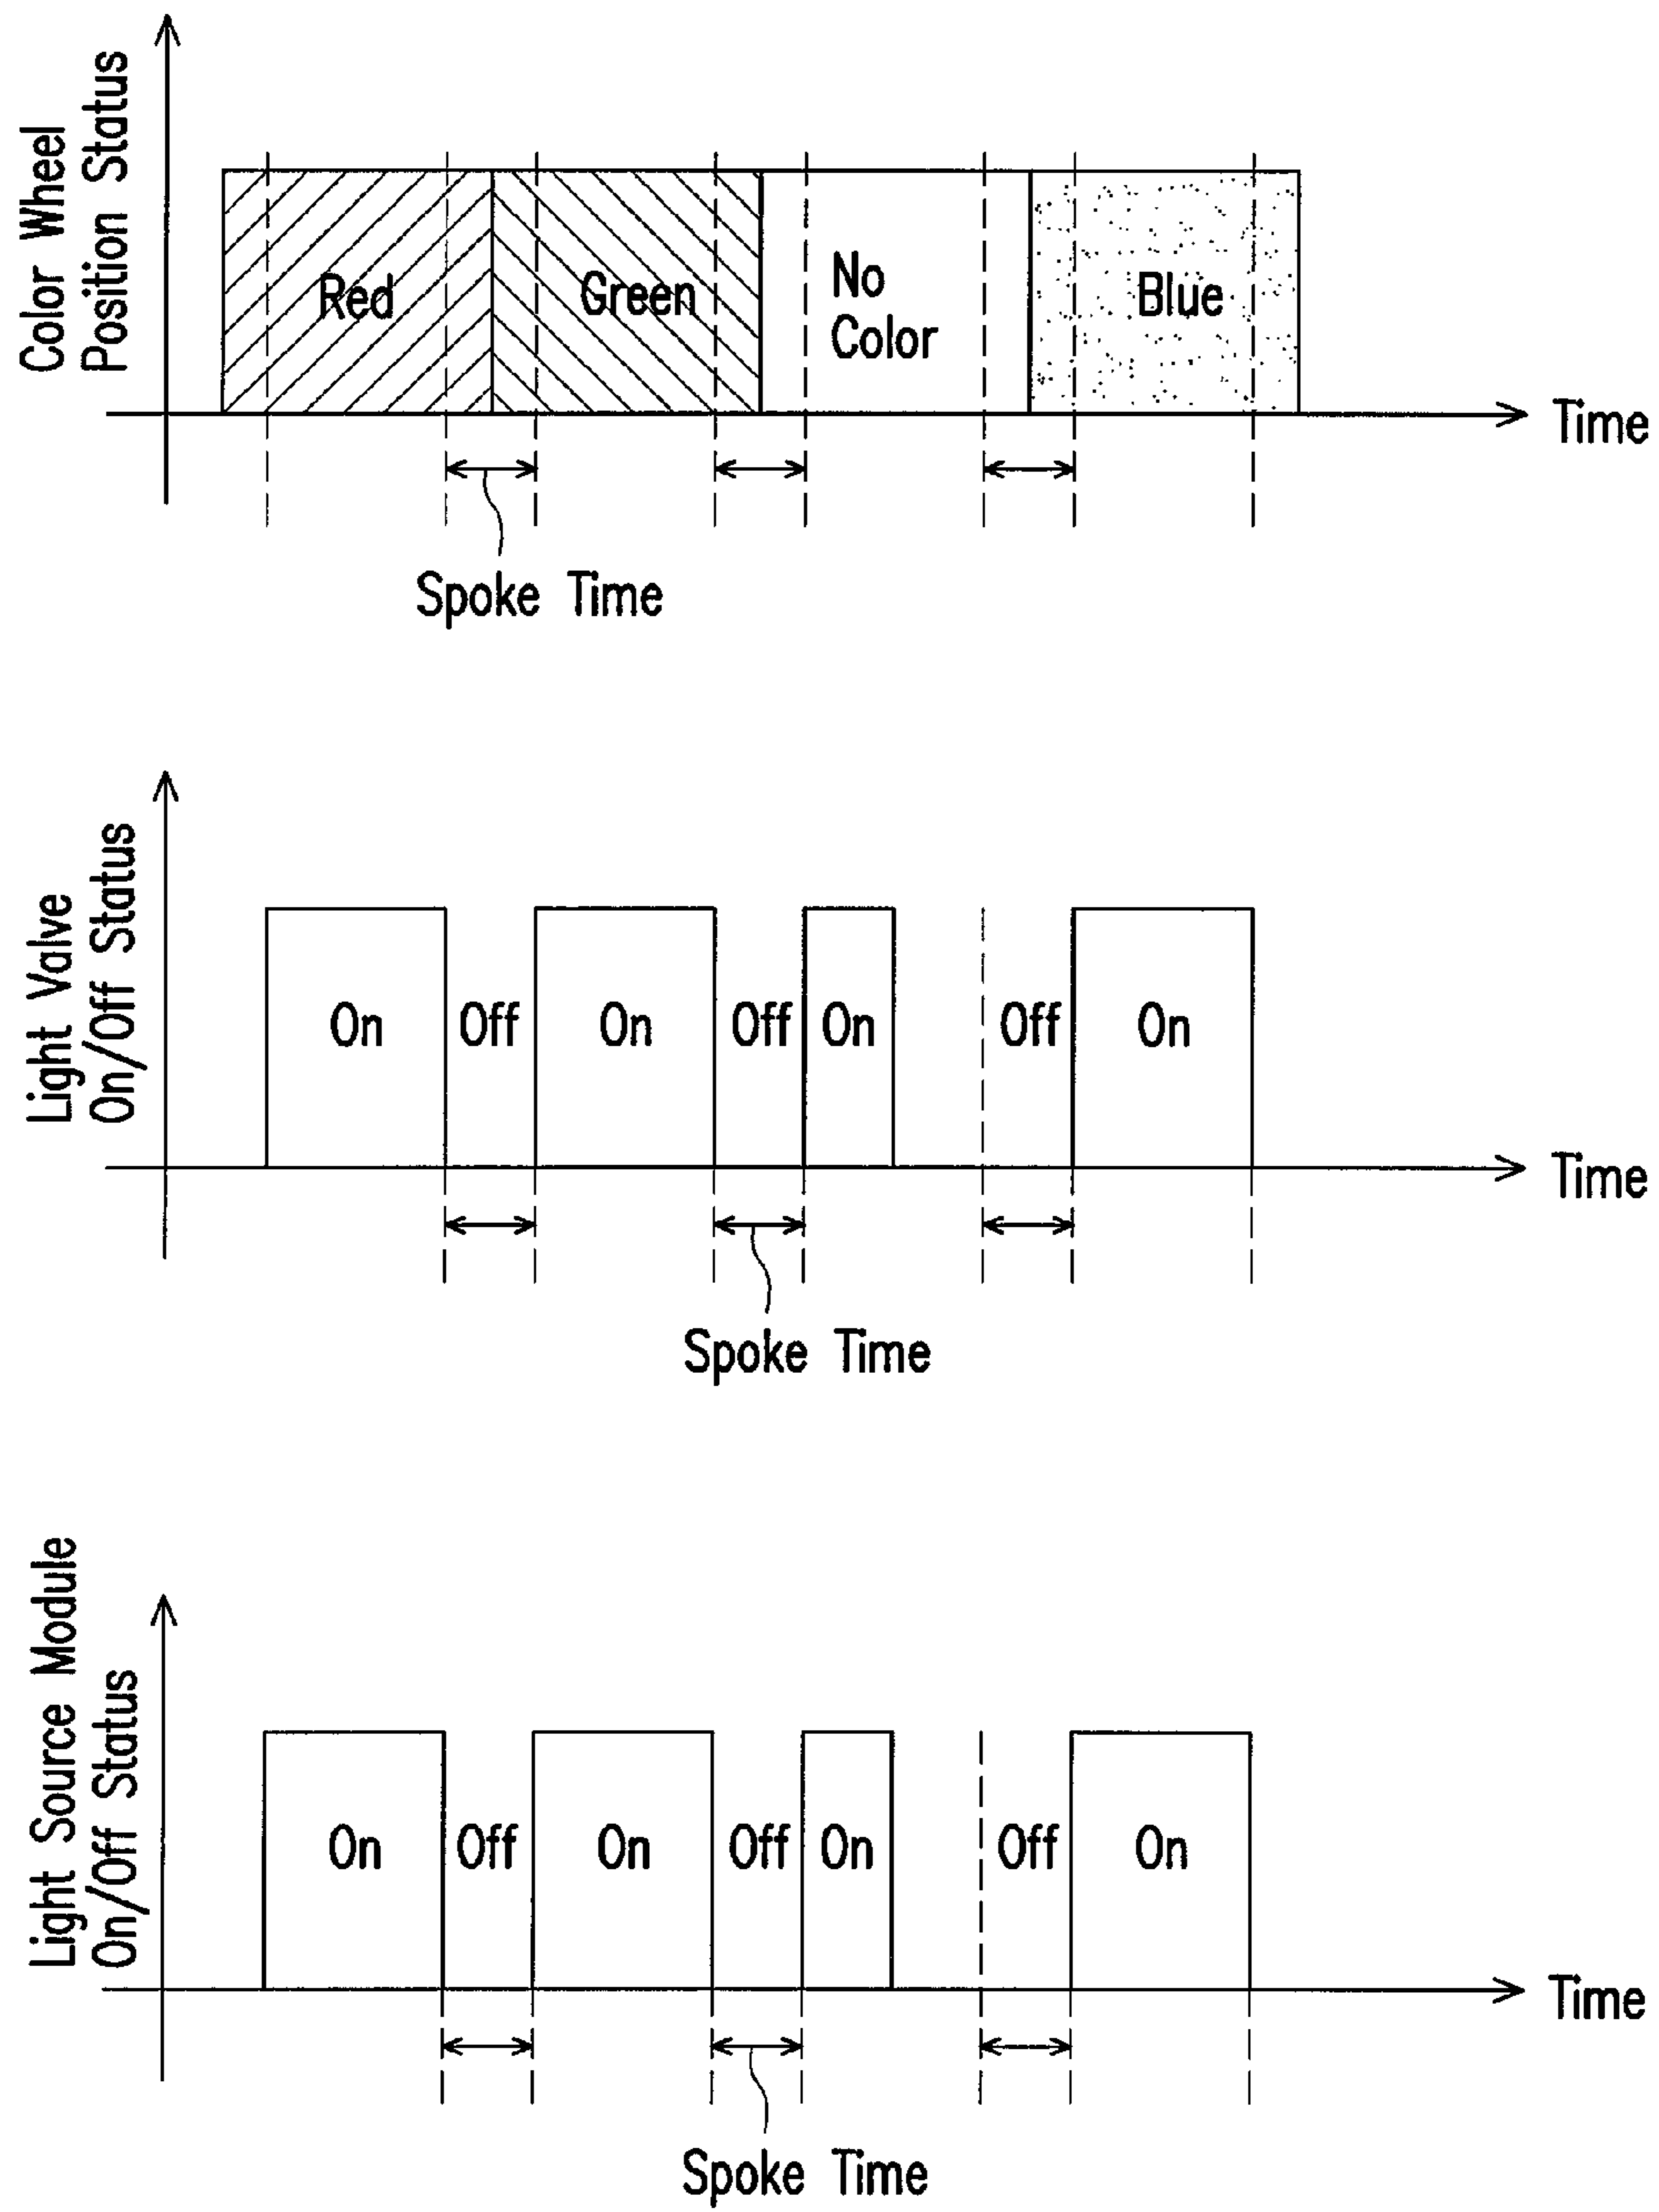 Color Wheel
Position Status
Red
Green
No
Color
Blue
Time
Spoke Time
Light Valve
On/Off Status
On
Off
On
Off
On
Off
On
Time
Spoke Time
Light Source Module
On/Off Status
On
Off
On
Off
On
Off
On
Time
Spoke Time